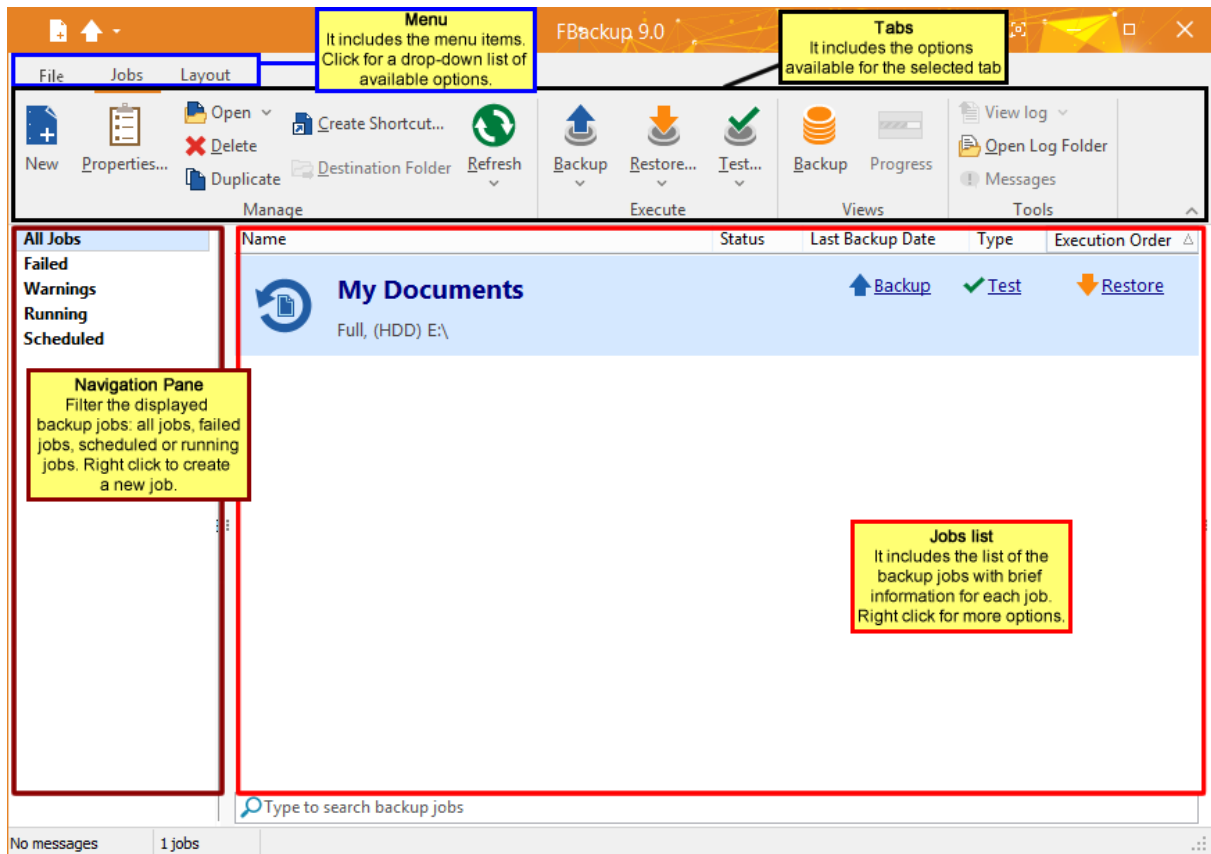 FBackup 9.0
Menu
It includes the menu items.
Click for a drop-down list of
available options.
Tabs
It includes the options
available for the selected tab
File Jobs Layout
New
Properties...
Open
Delete
Duplicate
Create Shortcut...
Destination Folder
Refresh
Manage
Backup
Restore...
Test...
Execute
Backup
Progress
Views
View log
Open Log Folder
Messages
Tools
All Jobs
Failed
Warnings
Running
Scheduled
Navigation Pane
Filter the displayed
backup jobs: all jobs, failed
jobs, scheduled or running
jobs. Right click to create
a new job.
Name Status Last Backup Date Type Execution Order
My Documents
Full, (HDD) E:\
Backup Test Restore
Jobs list
It includes the list of the
backup jobs with brief
information for each job.
Right click for more options.
Type to search backup jobs
No messages 1 jobs